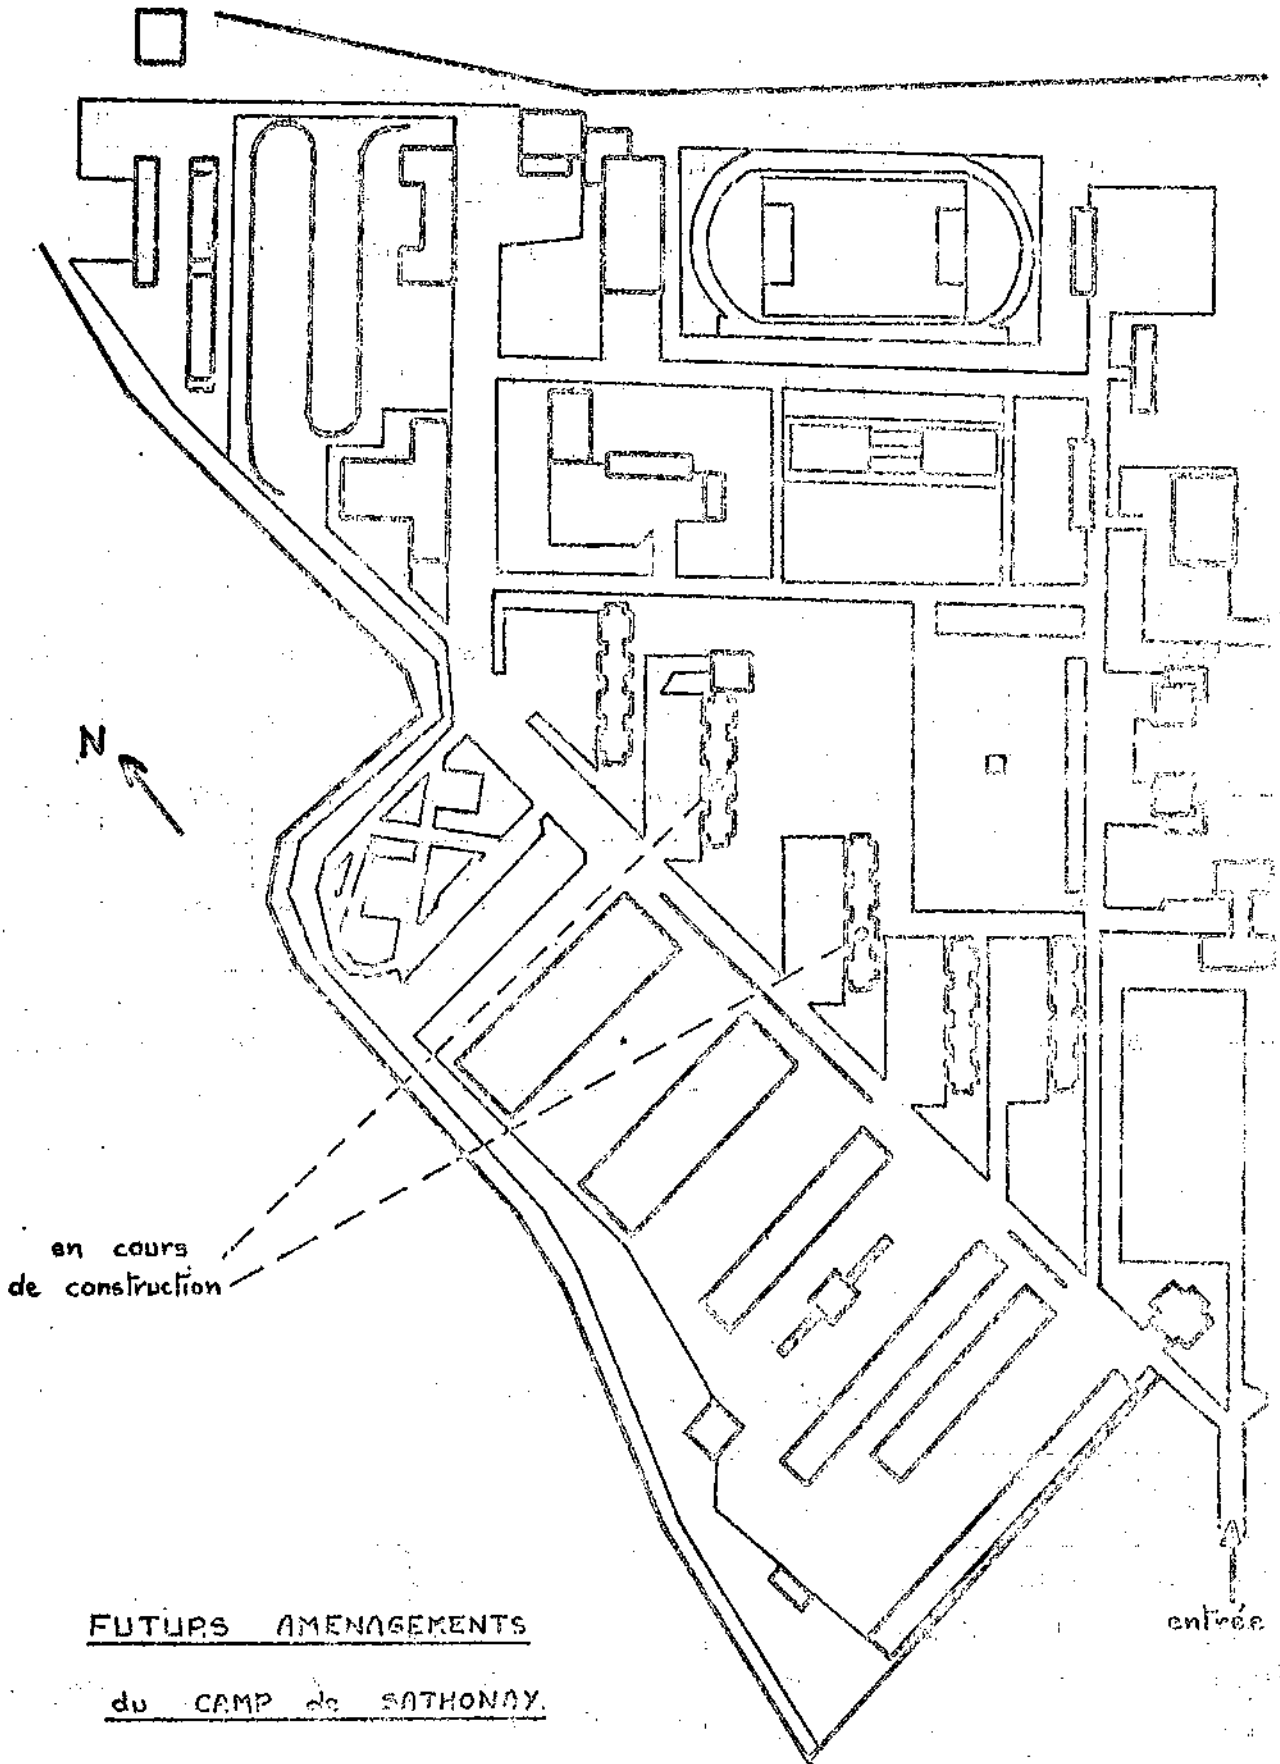 N
en cours
de construction
entrée
FUTURS AMENAGEMENTS
du CAMP de SATHONAY.